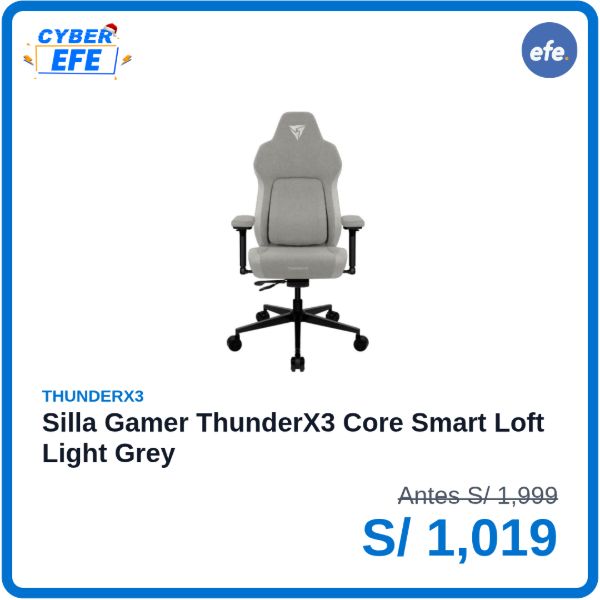 CYBER
EFE
efe.
THUNDERX3
Silla Gamer ThunderX3 Core Smart Loft
Light Grey
Antes S/ 1,999
S/ 1,019